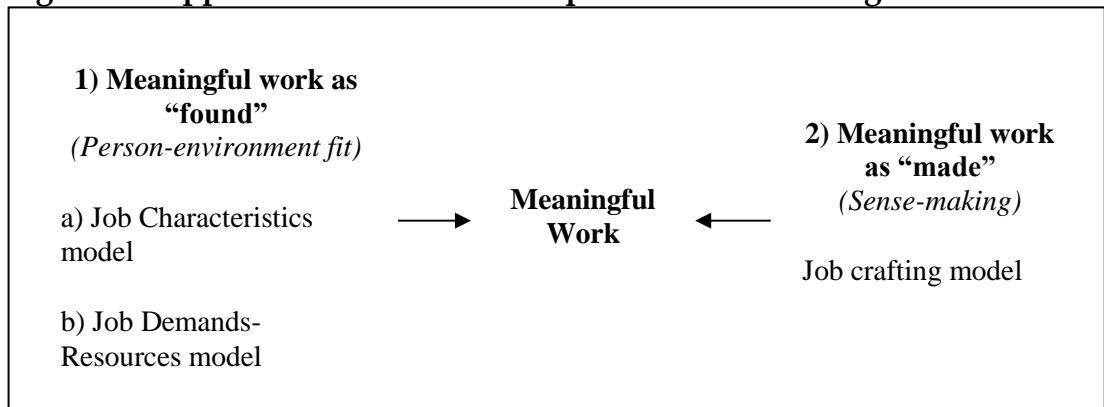 1) Meaningful work as
“found”
(Person-environment fit)
a) Job Characteristics
model
b) Job Demands-
Resources model
Meaningful
Work
2) Meaningful work
as “made”
(Sense-making)
Job crafting model